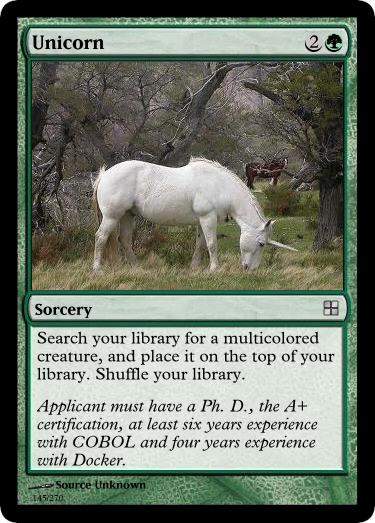 Unicorn 2
Sorcery
Search your library for a multicolored
creature, and place it on the top of your
library. Shuffle your library.
Applicant must have a Ph. D., the A+
certification, at least six years experience
with COBOL and four years experience
with Docker.
Source Unknown
145/270